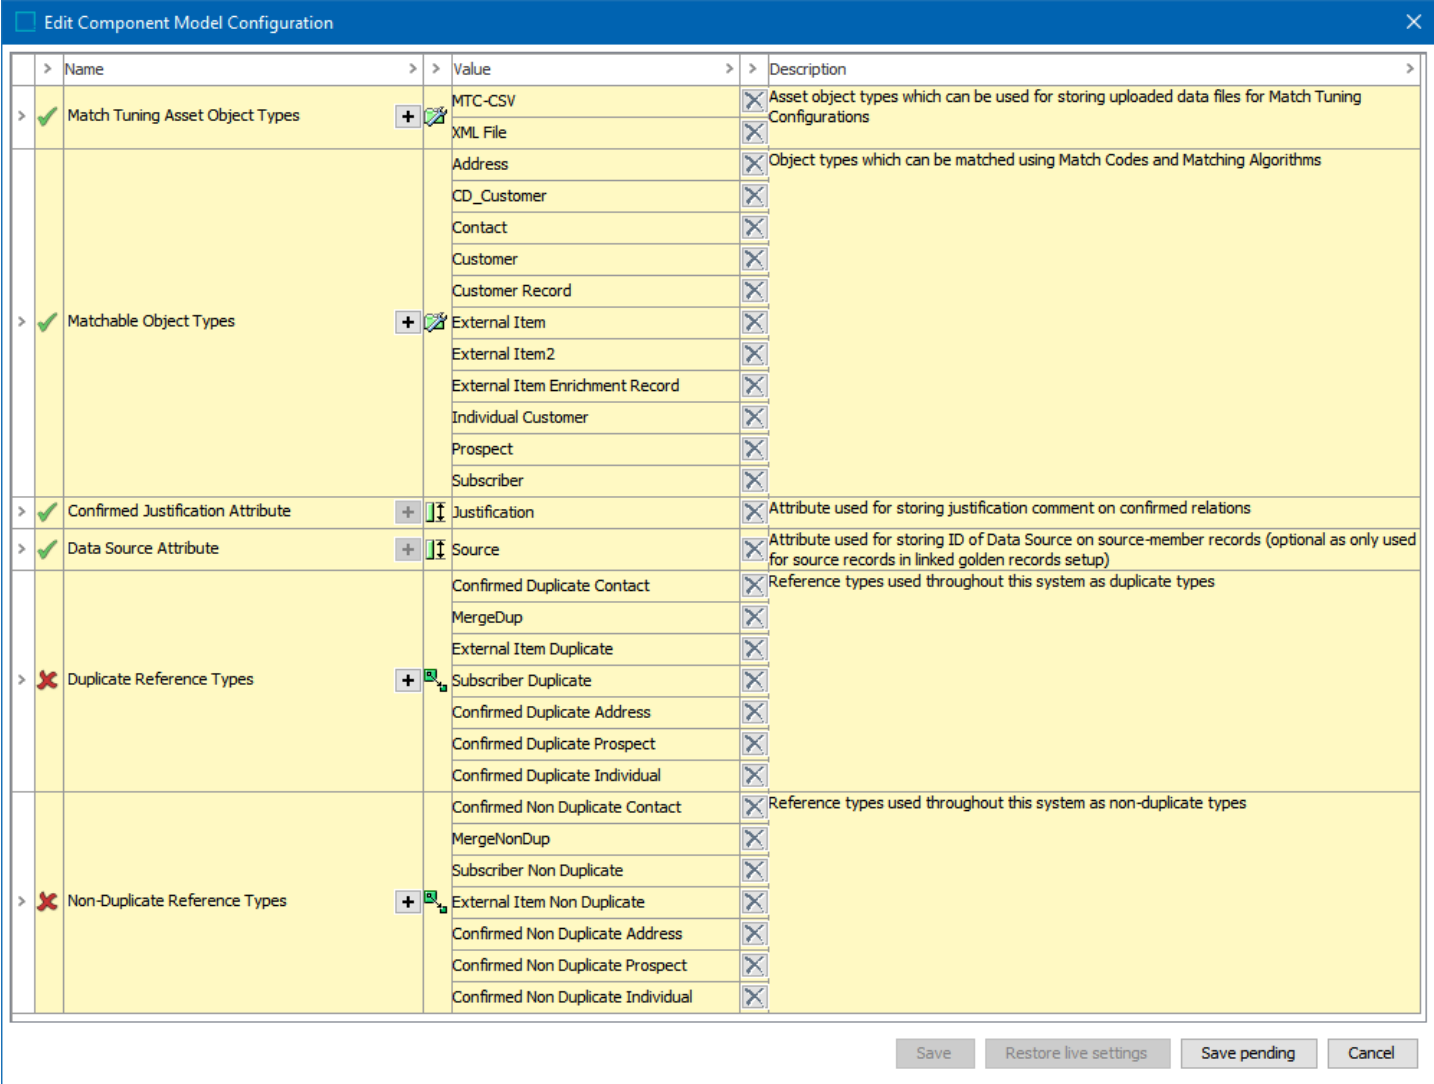 Edit Component Model Configuration
Name
Value
Description
Match Tuning Asset Object Types
MTC-CSV
XML File
Asset object types which can be used for storing uploaded data files for Match Tuning
Configurations
Matchable Object Types
Address
CD_Customer
Contact
Customer
Customer Record
External Item
External Item2
External Item Enrichment Record
Individual Customer
Prospect
Subscriber
Object types which can be matched using Match Codes and Matching Algorithms
Confirmed Justification Attribute
Justification
Attribute used for storing justification comment on confirmed relations
Data Source Attribute
Source
Attribute used for storing ID of Data Source on source-member records (optional as only used
for source records in linked golden records setup)
Duplicate Reference Types
Confirmed Duplicate Contact
MergeDup
External Item Duplicate
Subscriber Duplicate
Confirmed Duplicate Address
Confirmed Duplicate Prospect
Confirmed Duplicate Individual
Reference types used throughout this system as duplicate types
Non-Duplicate Reference Types
Confirmed Non Duplicate Contact
MergeNonDup
Subscriber Non Duplicate
External Item Non Duplicate
Confirmed Non Duplicate Address
Confirmed Non Duplicate Prospect
Confirmed Non Duplicate Individual
Reference types used throughout this system as non-duplicate types
Save
Restore live settings
Save pending
Cancel